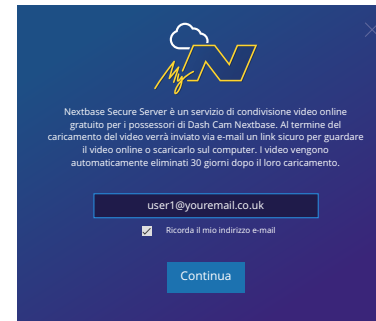 My N
Nextbase Secure Server è un servizio di condivisione video online
gratuito per i possessori di Dash Cam Nextbase. Al termine del
caricamento del video verrà inviato via e-mail un link sicuro per guardare
il video online o scaricarlo sul computer. I video vengono
automaticamente eliminati 30 giorni dopo il loro caricamento.
user1@youremail.co.uk
Ricorda il mio indirizzo e-mail
Continua